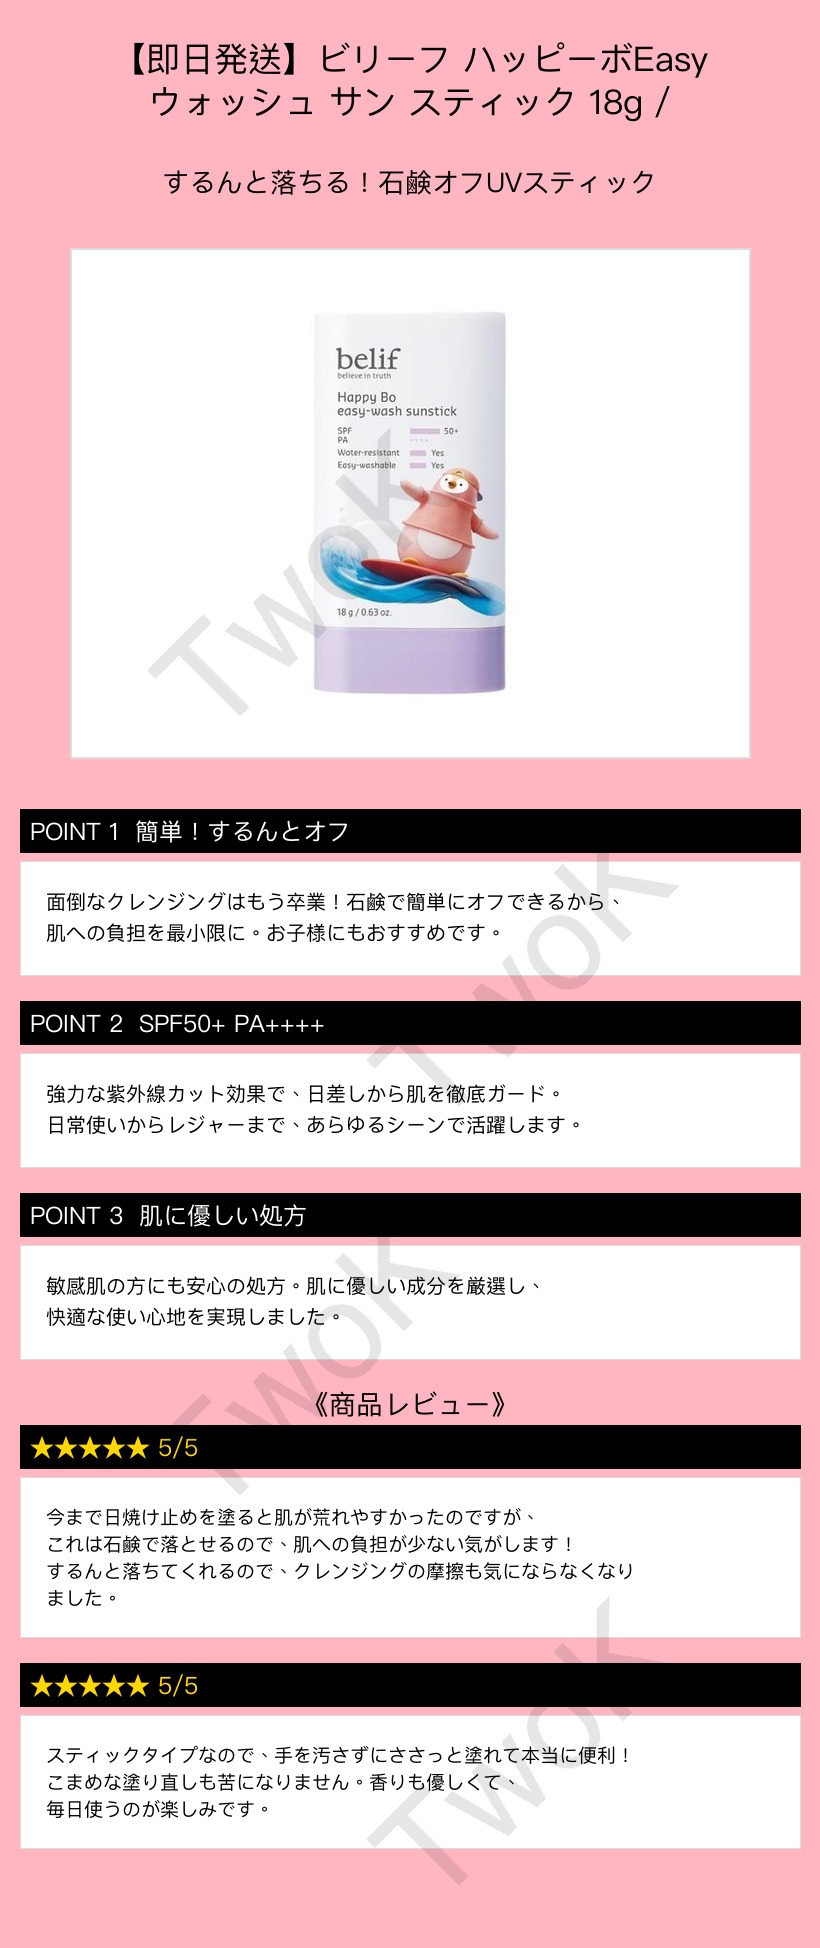 【即日発送】ビリーフ ハッピーボEasy
ウォッシュ サン スティック 18g /
するんと落ちる！石鹸オフUVスティック
belif
believe in truth
Happy Bo
easy-wash sunstick
SPF 50+
PA ++++
Water-resistant Yes
Easy-washable Yes
18 g / 0.63 oz.
TwoK
POINT 1 簡単！するんとオフ
面倒なクレンジングはもう卒業！石鹸で簡単にオフできるから、
肌への負担を最小限に。お子様にもおすすめです。
TwoK
POINT 2 SPF50+ PA++++
強力な紫外線カット効果で、日差しから肌を徹底ガード。
日常使いからレジャーまで、あらゆるシーンで活躍します。
POINT 3 肌に優しい処方
敏感肌の方にも安心の処方。肌に優しい成分を厳選し、
快適な使い心地を実現しました。
TwoK
《商品レビュー》
★★★★★ 5/5
今まで日焼け止めを塗ると肌が荒れやすかったのですが、
これは石鹸で落とせるので、肌への負担が少ない気がします！
するんと落ちてくれるので、クレンジングの摩擦も気にならなくなり
ました。
★★★★★ 5/5
スティックタイプなので、手を汚さずにささっと塗れて本当に便利！
こまめな塗り直しも苦になりません。香りも優しくて、
毎日使うのが楽しみです。
TwoK